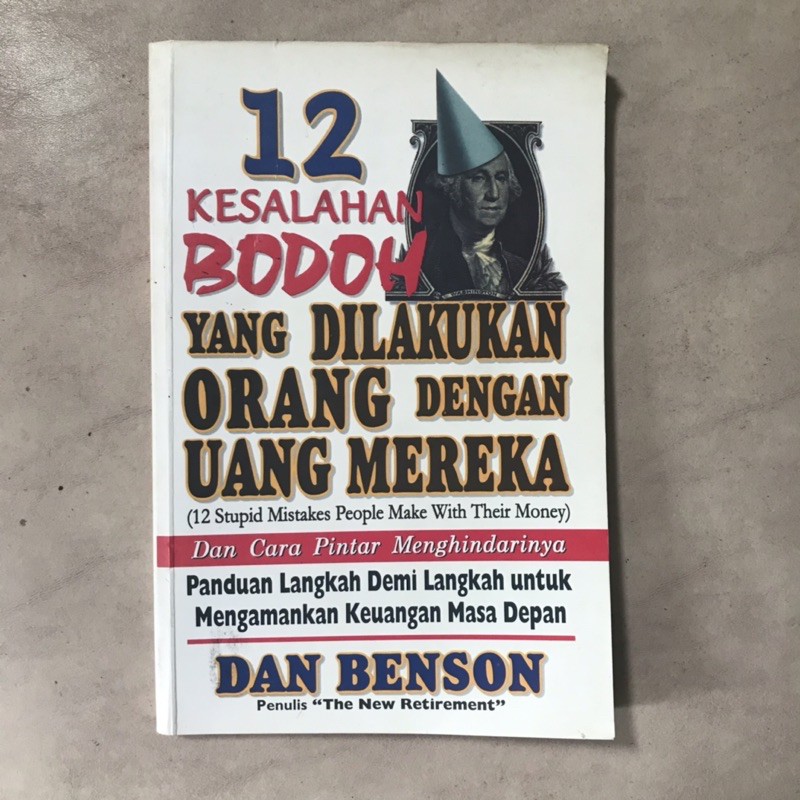 12
KESALAHAN
BODOH
YANG DILAKUKAN
ORANG DENGAN
UANG MEREKA
(12 Stupid Mistakes People Make With Their Money)
Dan Cara Pintar Menghindarinya
Panduan Langkah Demi Langkah untuk
Mengamankan Keuangan Masa Depan
DAN BENSON
Penulis “The New Retirement”